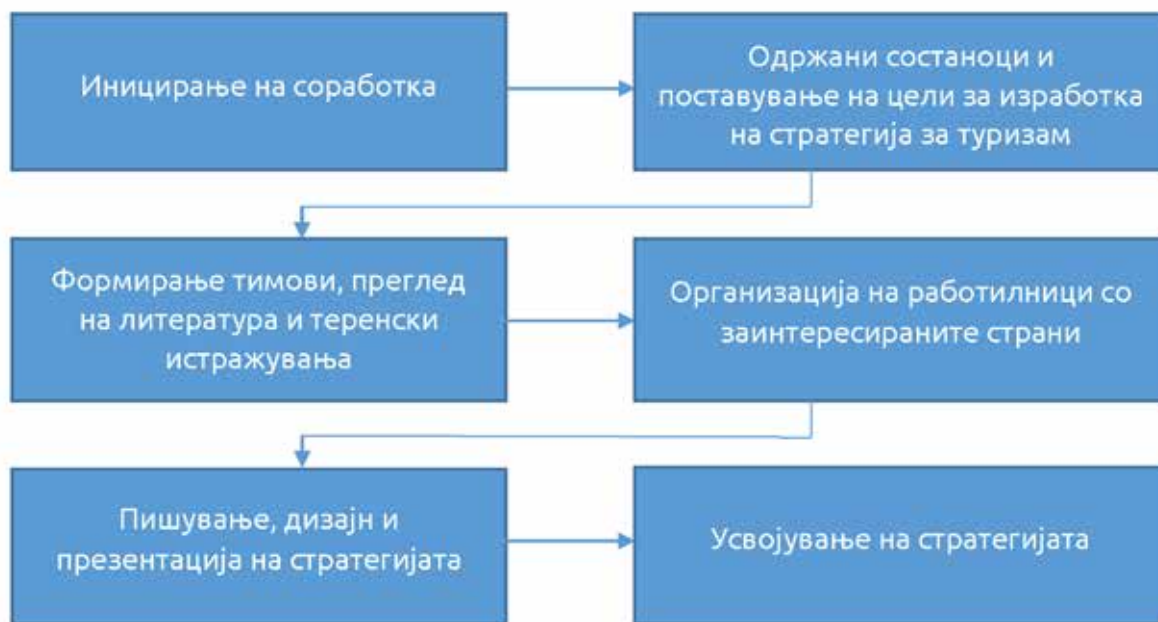 Иницирање на соработка
Одржани состаноци и
поставување на цели за изработка
на стратегија за туризам
Формирање тимови, преглед
на литература и теренски
истражувања
Организација на работилници со
заинтересираните страни
Пишување, дизајн и
презентација на стратегијата
Усвојување на стратегијата